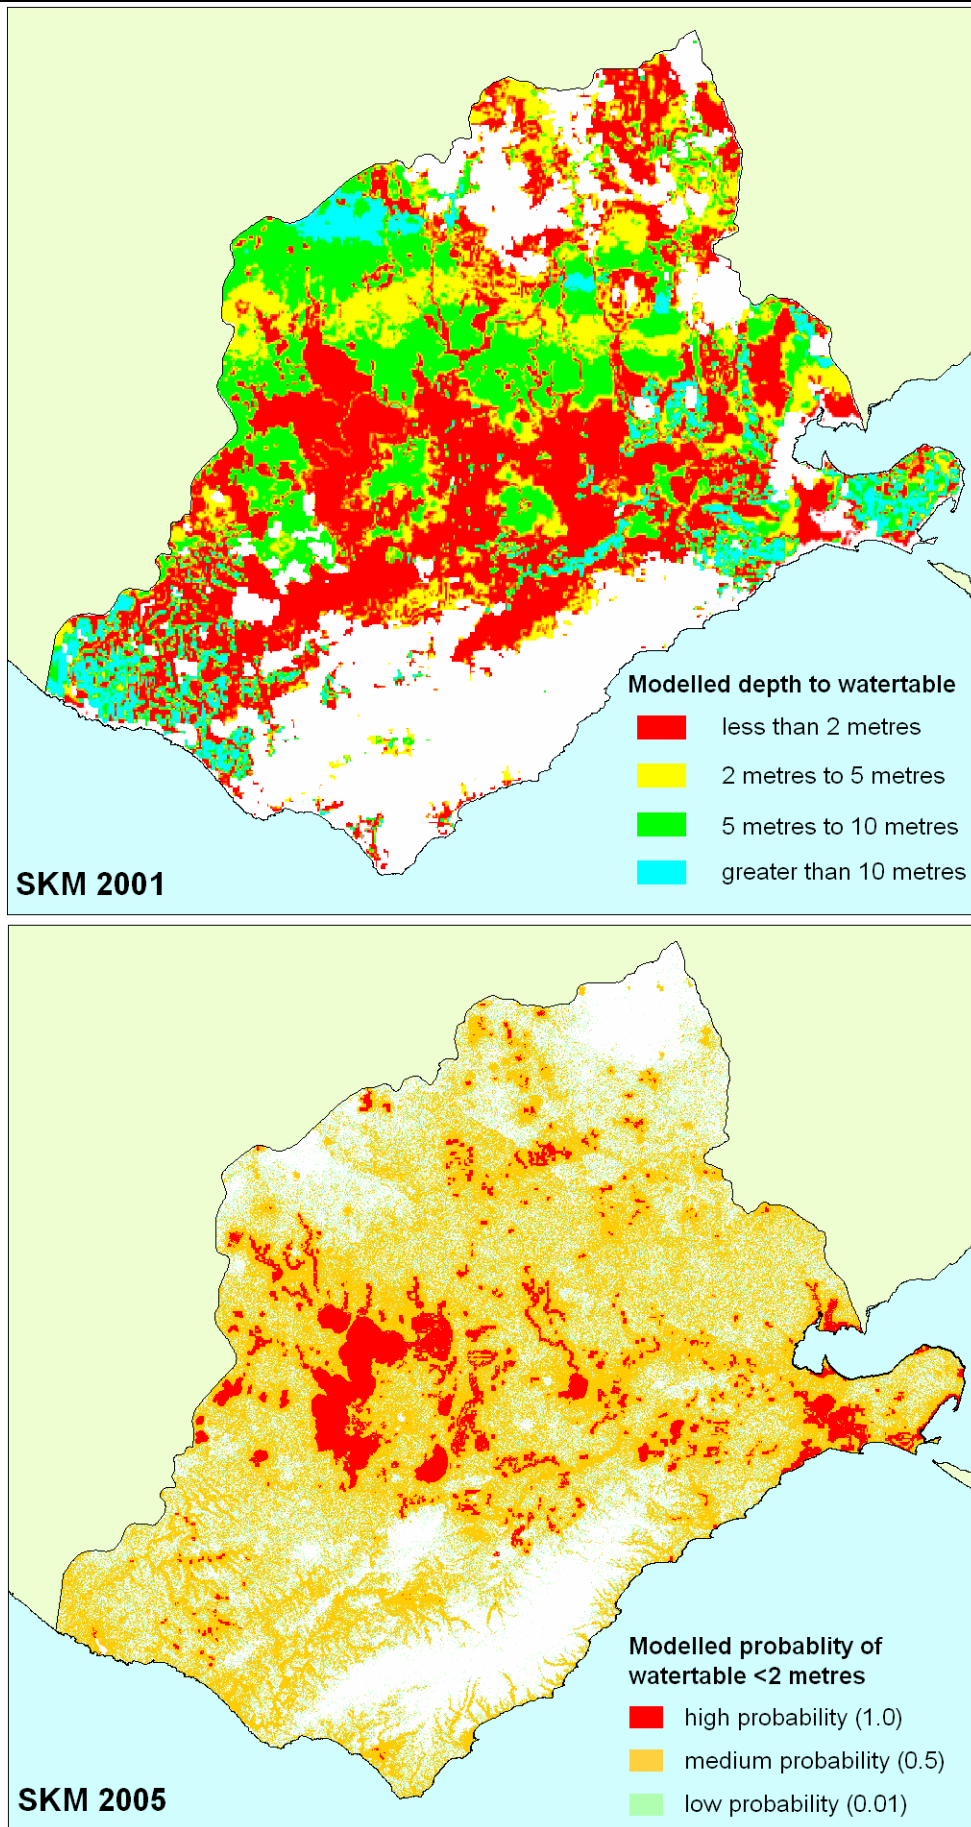 Modelled depth to watertable
less than 2 metres
2 metres to 5 metres
5 metres to 10 metres
greater than 10 metres
SKM 2001
Modelled probablity of
watertable <2 metres
high probability (1.0)
medium probability (0.5)
low probability (0.01)
SKM 2005